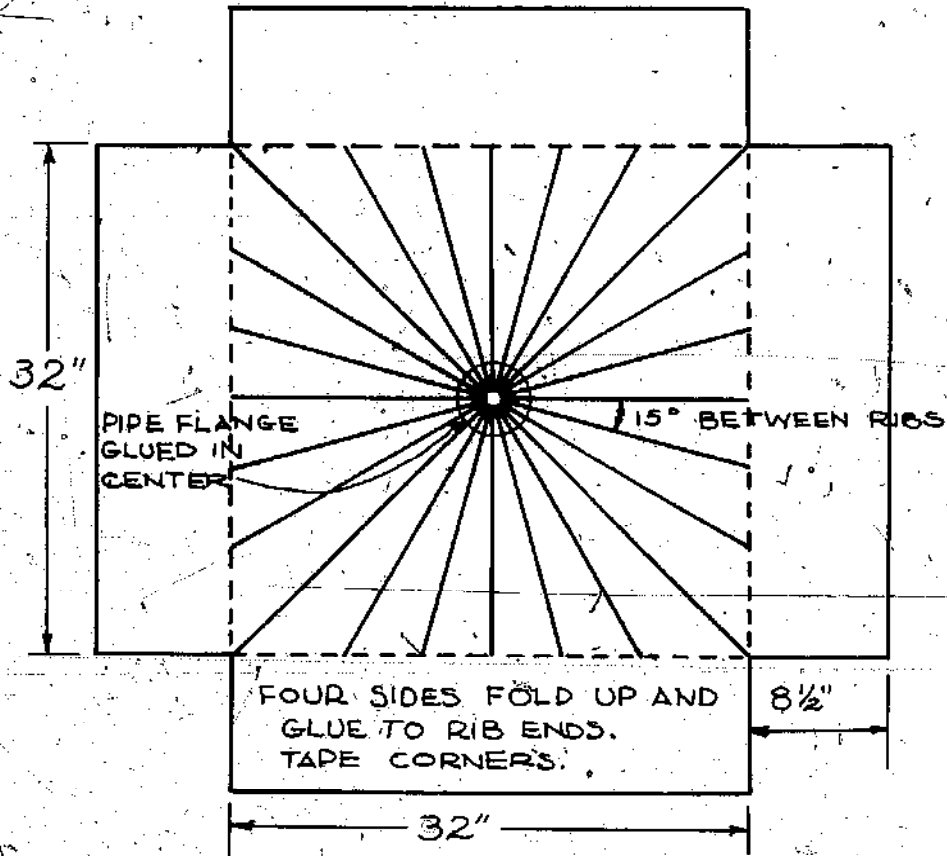 32"
PIPE FLANGE
GLUED IN
CENTER
15° BETWEEN RIBS
FOUR SIDES FOLD UP AND
GLUE TO RIB ENDS.
TAPE CORNERS.
8½"
32"